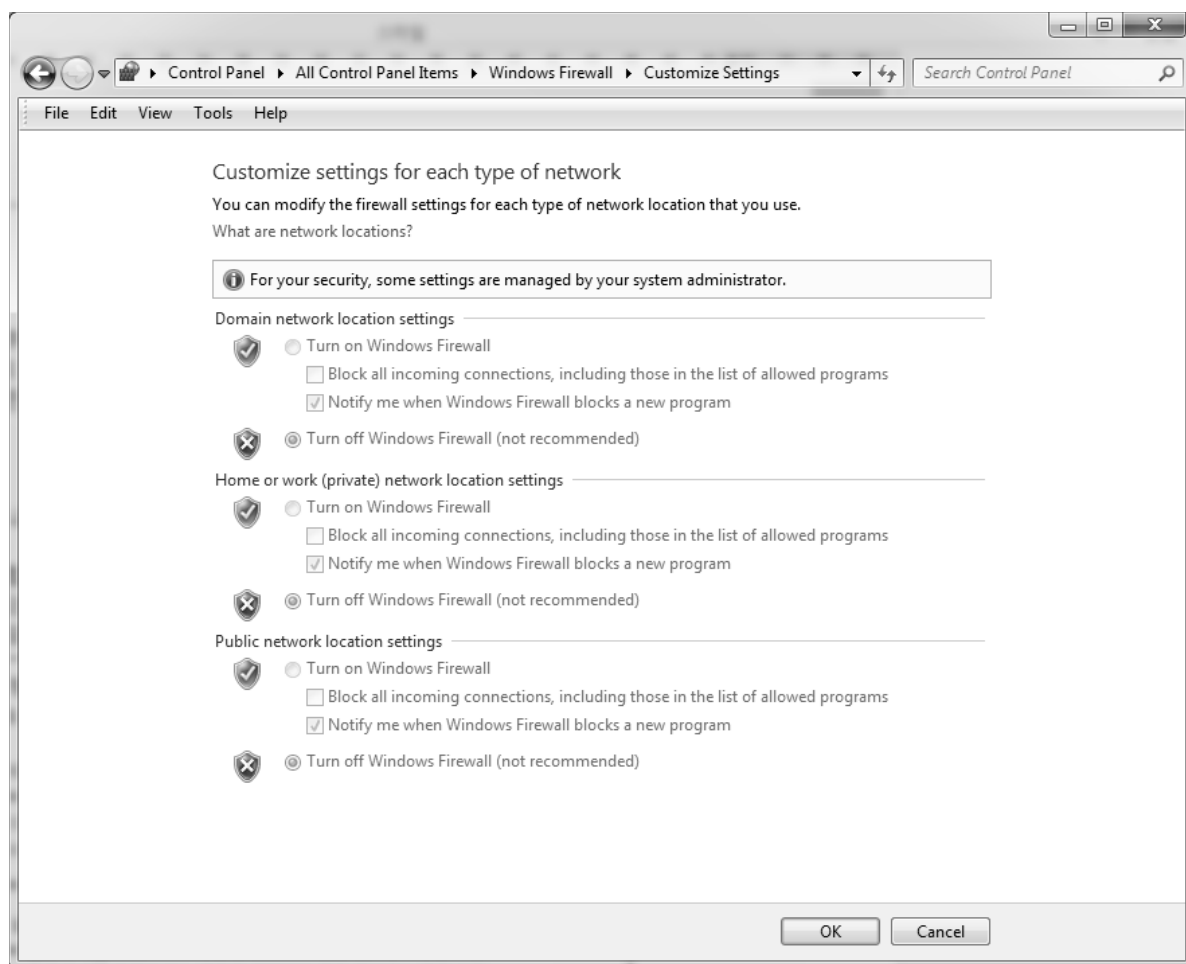 Control Panel All Control Panel Items Windows Firewall Customize Settings Search Control Panel
File Edit View Tools Help
Customize settings for each type of network
You can modify the firewall settings for each type of network location that you use.
What are network locations?
For your security, some settings are managed by your system administrator.
Domain network location settings
Turn on Windows Firewall
Block all incoming connections, including those in the list of allowed programs
Notify me when Windows Firewall blocks a new program
Turn off Windows Firewall (not recommended)
Home or work (private) network location settings
Turn on Windows Firewall
Block all incoming connections, including those in the list of allowed programs
Notify me when Windows Firewall blocks a new program
Turn off Windows Firewall (not recommended)
Public network location settings
Turn on Windows Firewall
Block all incoming connections, including those in the list of allowed programs
Notify me when Windows Firewall blocks a new program
Turn off Windows Firewall (not recommended)
OK Cancel